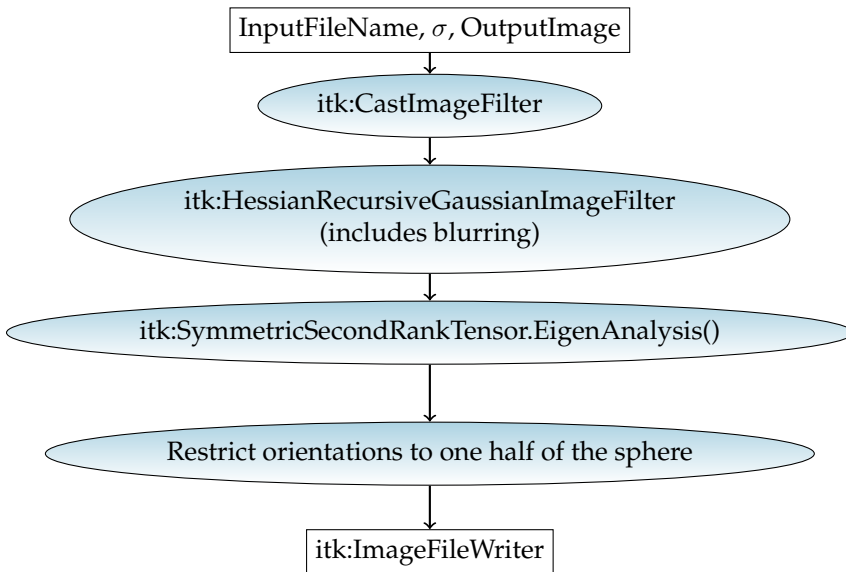 InputFileName, σ, OutputImage
itk:CastImageFilter
itk:HessianRecursiveGaussianImageFilter
(includes blurring)
itk:SymmetricSecondRankTensor.EigenAnalysis()
Restrict orientations to one half of the sphere
itk:ImageFileWriter